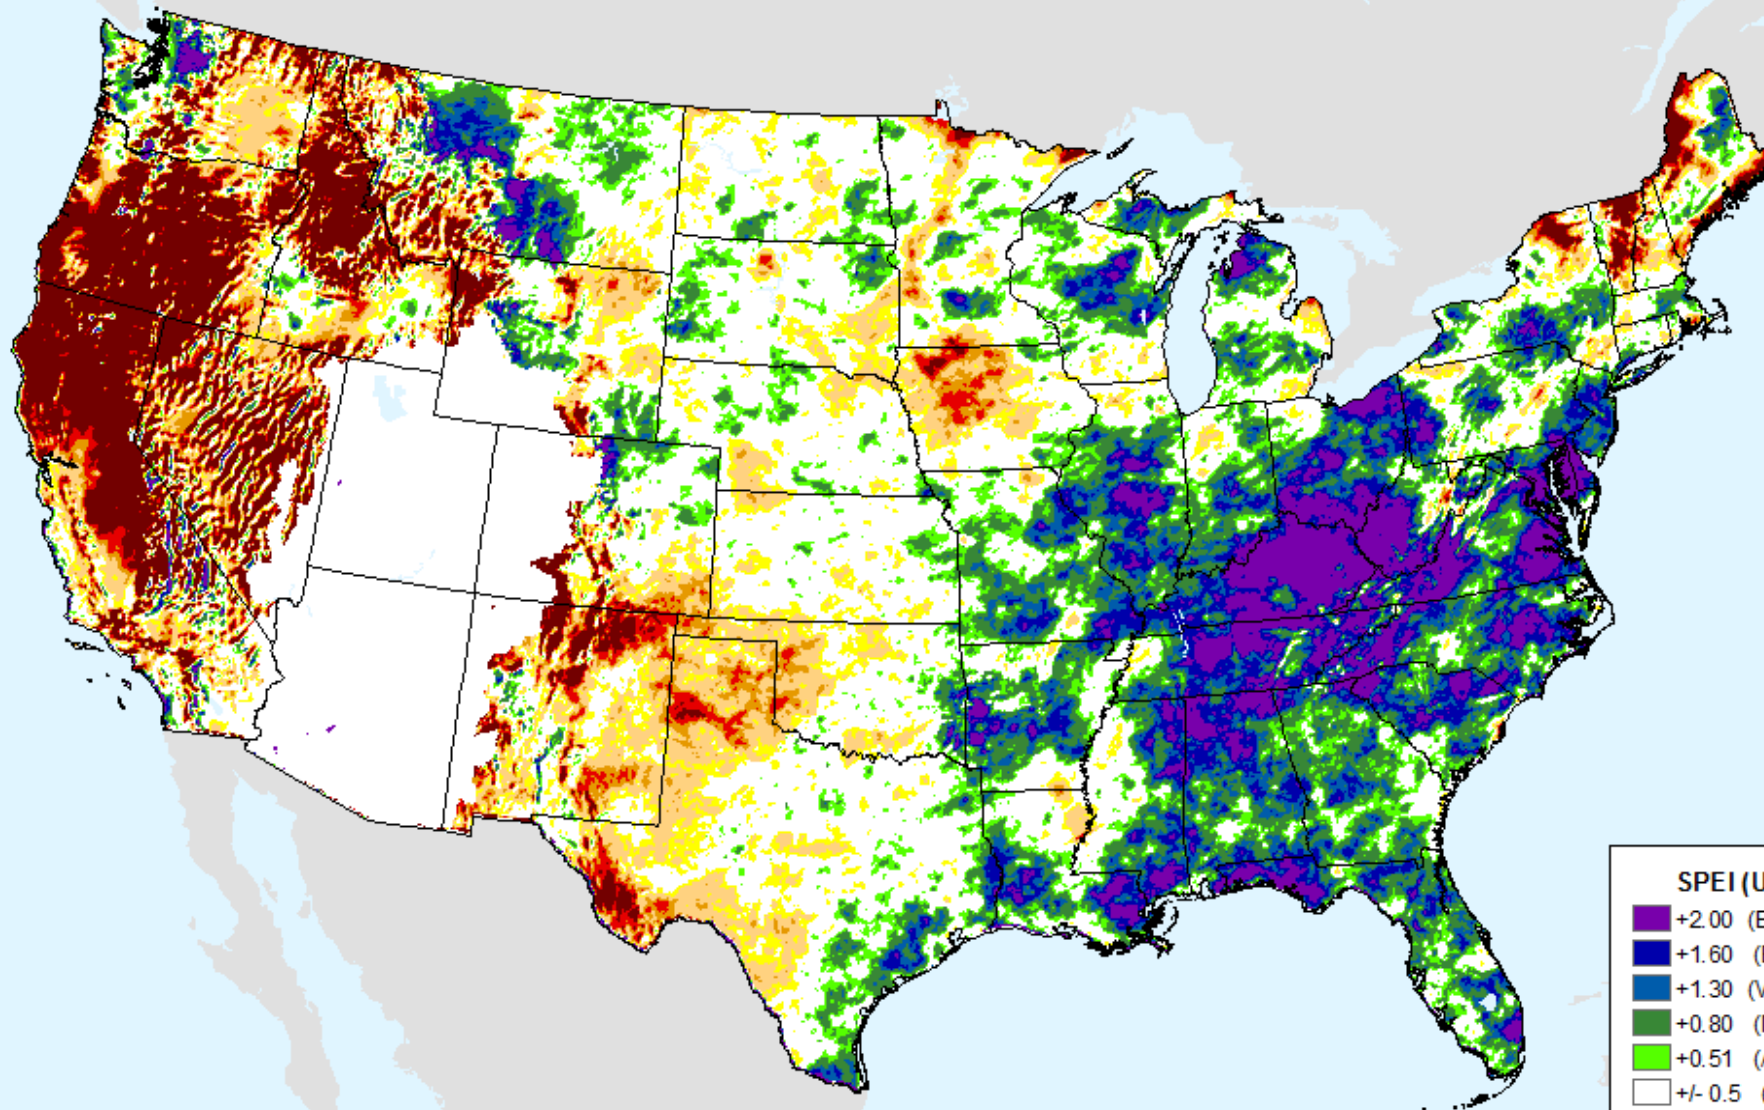 SPEI (U
+2.00 (E
+1.60 (
+1.30 (V
+0.80 (
+0.51 (
+/- 0.5 (